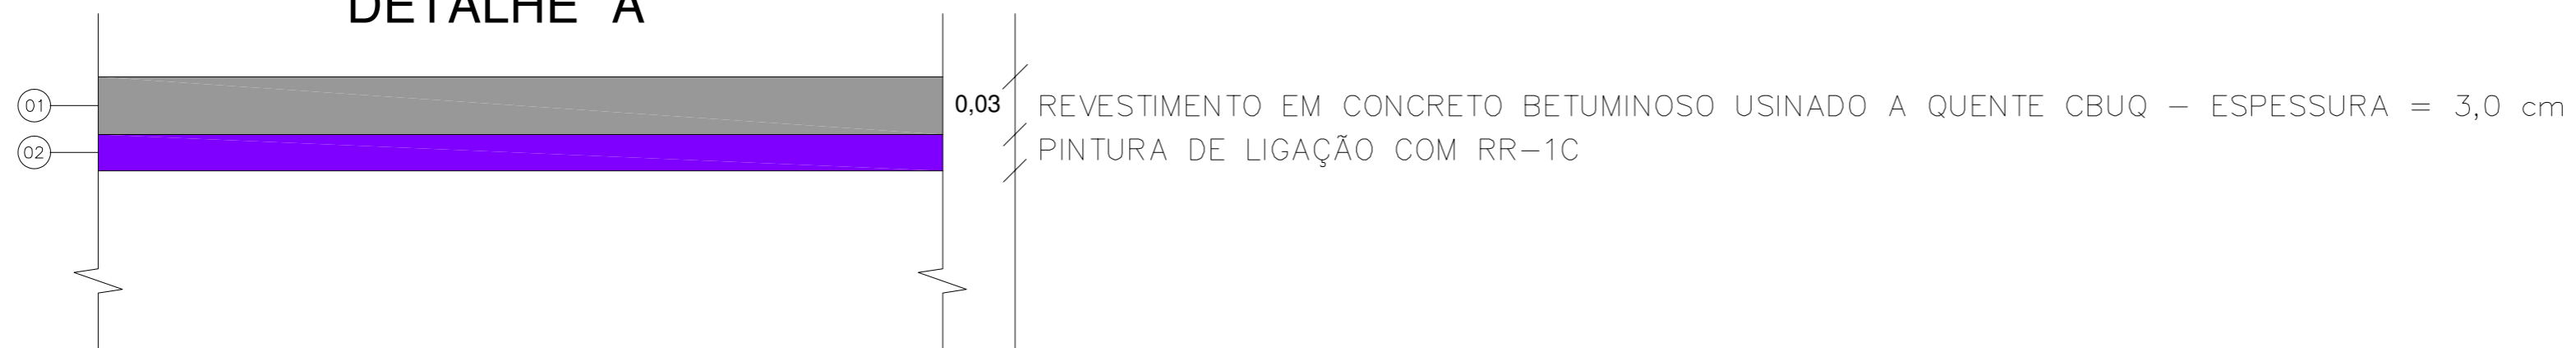 DETALHE A
01
0,03
REVESTIMENTO EM CONCRETO BETUMINOSO USINADO A QUENTE CBUQ – ESPESSURA = 3,0 cm
02
PINTURA DE LIGAÇÃO COM RR–1C